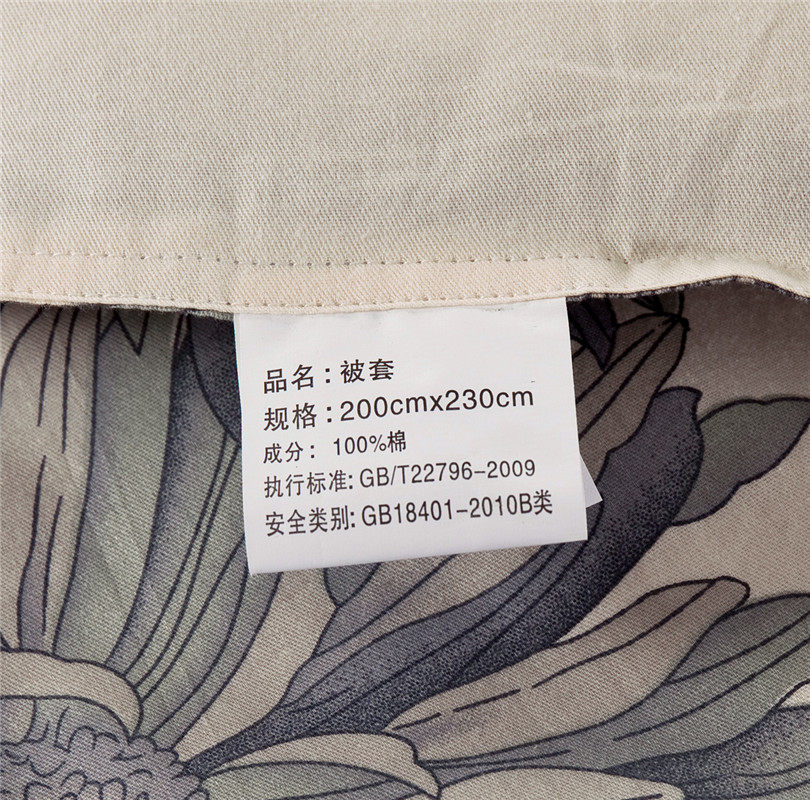 品名：被套
规格：200cmx230cm
成分：100%棉
执行标准:GB/T22796-2009
安全类别:GB18401-2010B类